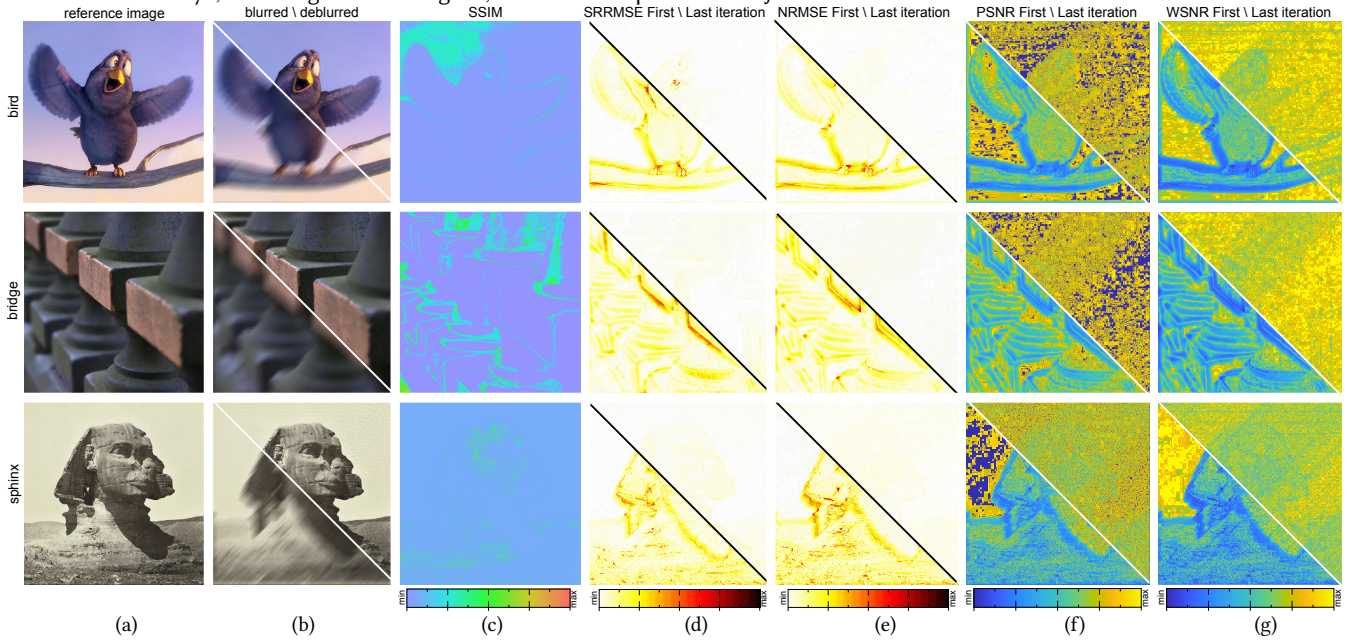 reference image
blurred \ deblurred
SSIM
SRRMSE First \ Last iteration
NRMSE First \ Last iteration
PSNR First \ Last iteration
WSNR First \ Last iteration
bird
bridge
sphinx
min max
min max
min max
min max
min max
(a) (b) (c) (d) (e) (f) (g)